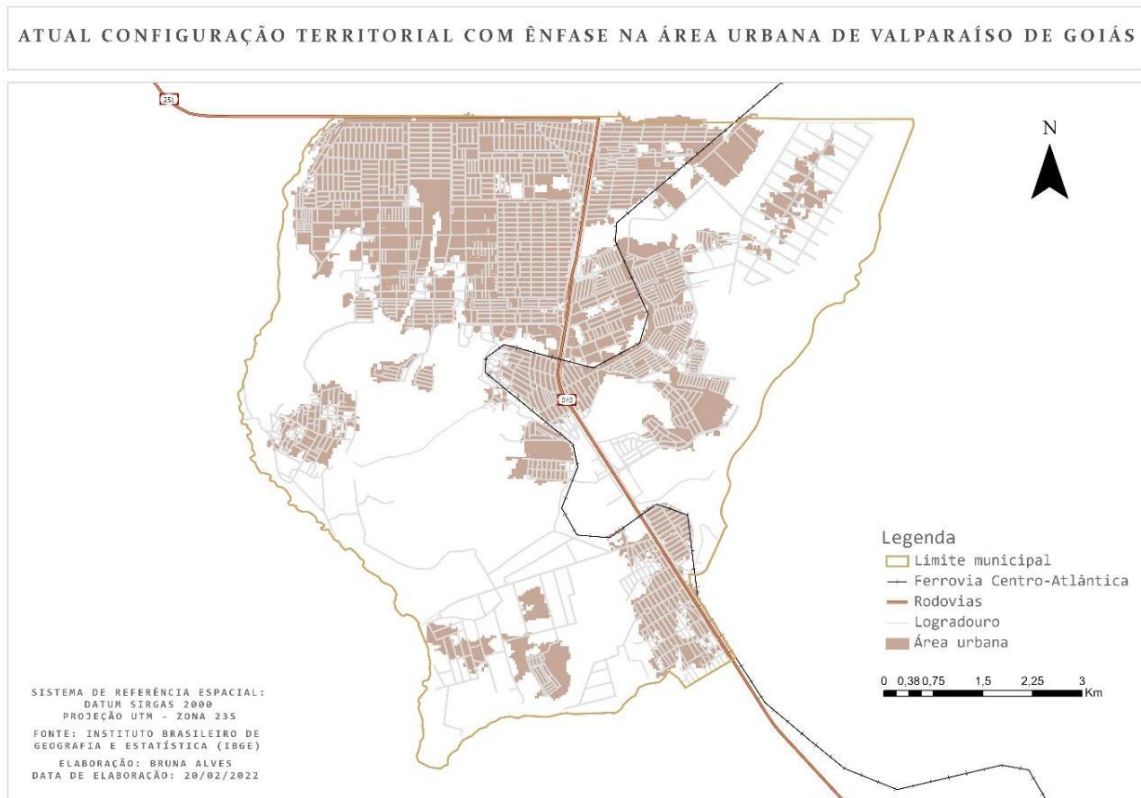 ATUAL CONFIGURAÇÃO TERRITORIAL COM ÊNFASE NA ÁREA URBANA DE VALPARAÍSO DE GOIÁS
251
N
040
Legenda
Limite municipal
Ferrovia Centro-Atlântica
Rodovias
Logradouro
Área urbana
0 0,38 0,75 1,5 2,25 3
Km
SISTEMA DE REFERÊNCIA ESPACIAL:
DATUM SIRGAS 2000
PROJEÇÃO UTM - ZONA 23S
FONTE: INSTITUTO BRASILEIRO DE
GEOGRAFIA E ESTATÍSTICA (IBGE)
ELABORAÇÃO: BRUNA ALVES
DATA DE ELABORAÇÃO: 20/02/2022